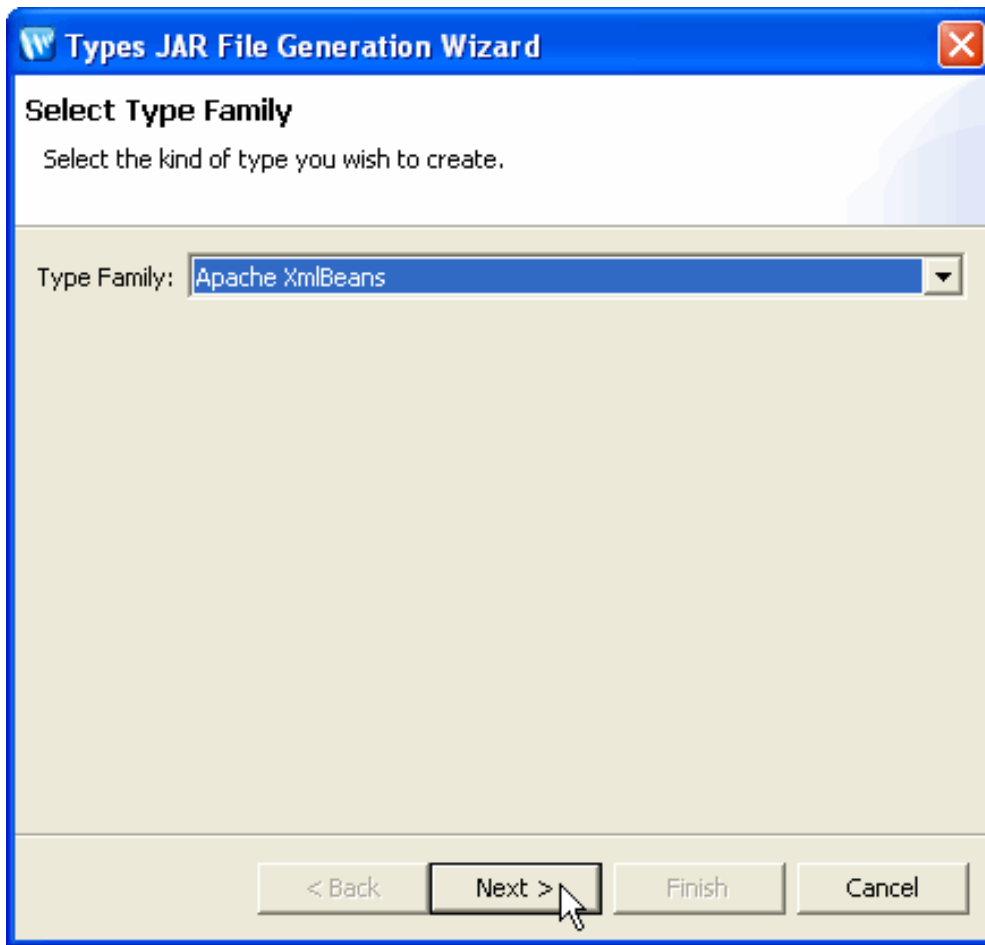 Types JAR File Generation Wizard
Select Type Family
Select the kind of type you wish to create.
Type Family: Apache XmlBeans
< Back Next > Finish Cancel